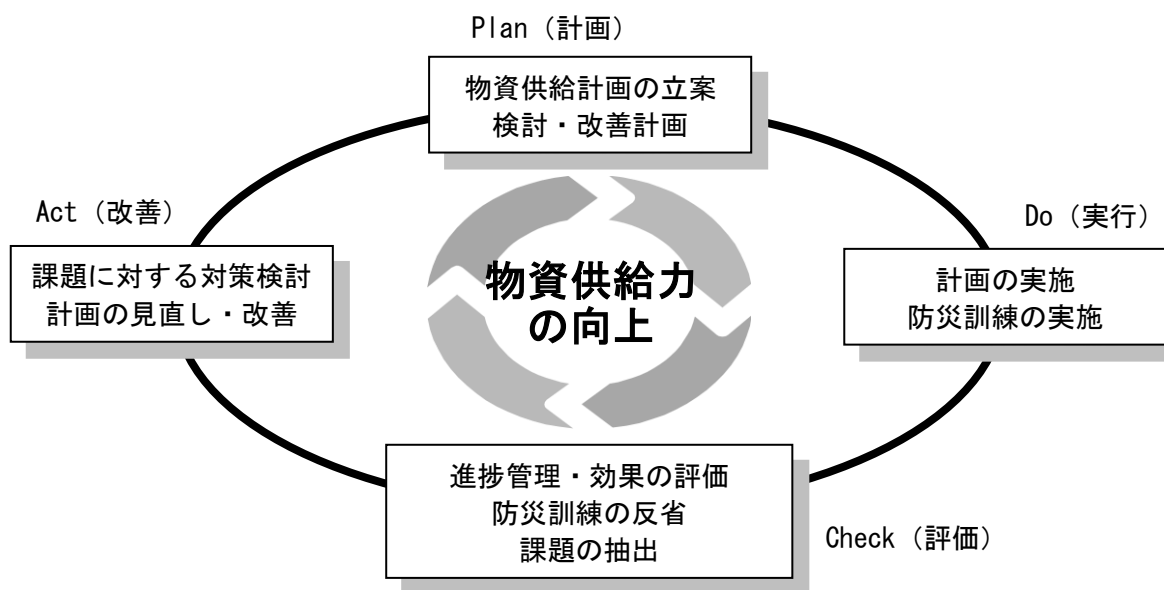 Plan（計画）
物資供給計画の立案
検討・改善計画
Act（改善）
課題に対する対策検討
計画の見直し・改善
物資供給力
の向上
Do（実行）
計画の実施
防災訓練の実施
進捗管理・効果の評価
防災訓練の反省
課題の抽出
Check（評価）